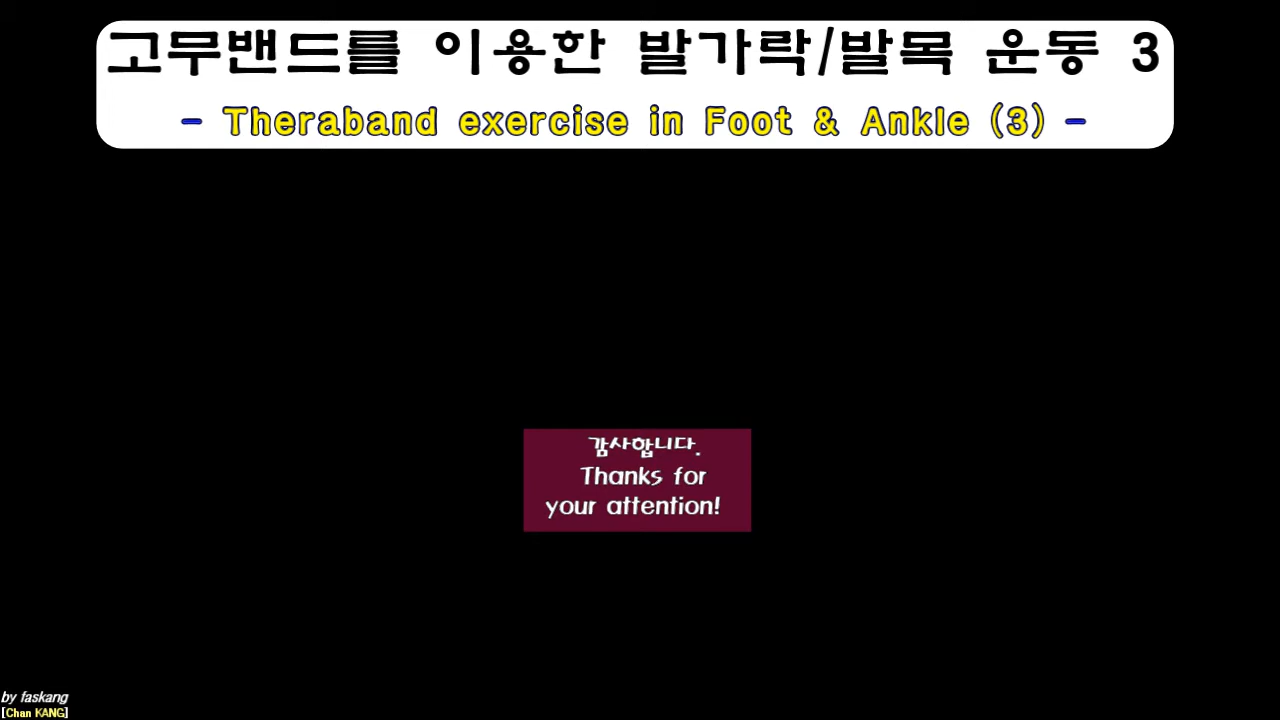 고무밴드를 이용한 발가락/발목 운동 3
- Theraband exercise in Foot & Ankle (3) -
감사합니다.
Thanks for
your attention!
by faskang
[Chan KANG]